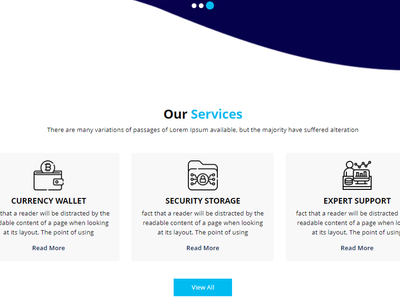 Our Services
There are many variations of passages of Lorem Ipsum available, but the majority have suffered alteration
CURRENCY WALLET
fact that a reader will be distracted by the
readable content of a page when looking
at its layout. The point of using
Read More
SECURITY STORAGE
fact that a reader will be distracted by the
readable content of a page when looking
at its layout. The point of using
Read More
EXPERT SUPPORT
fact that a reader will be distracted by
readable content of a page when looking
at its layout. The point of using
Read More
View All